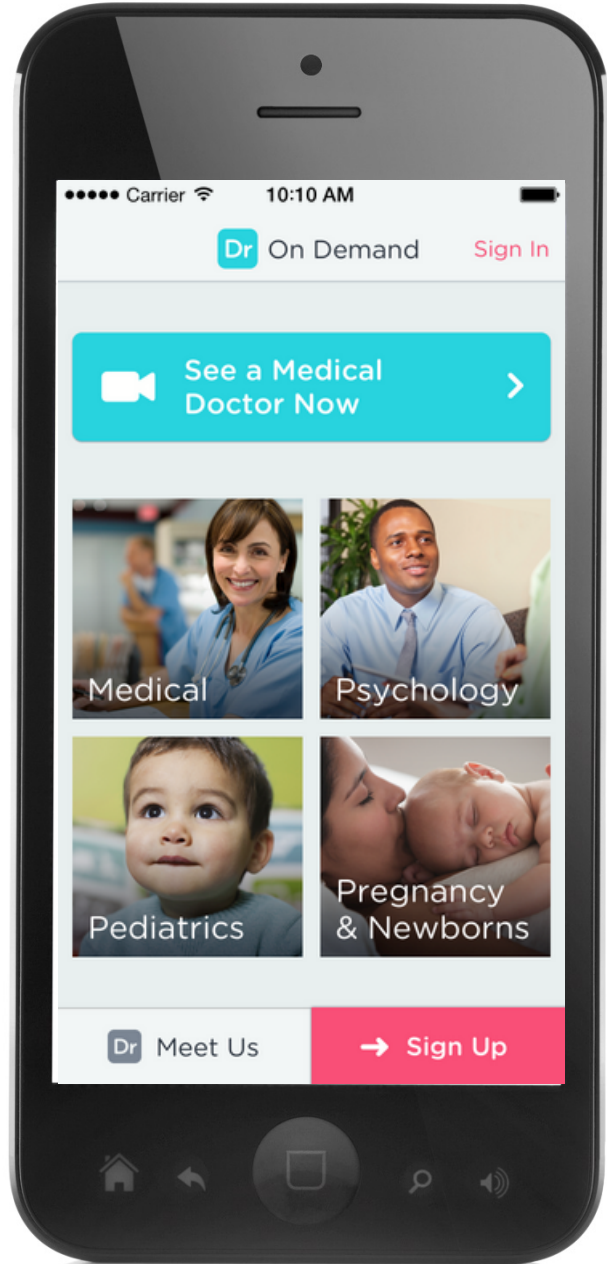 Carrier 10:10 AM
Dr On Demand Sign In
See a Medical
Doctor Now
Medical
Psychology
Pediatrics
Pregnancy
& Newborns
Dr Meet Us
Sign Up